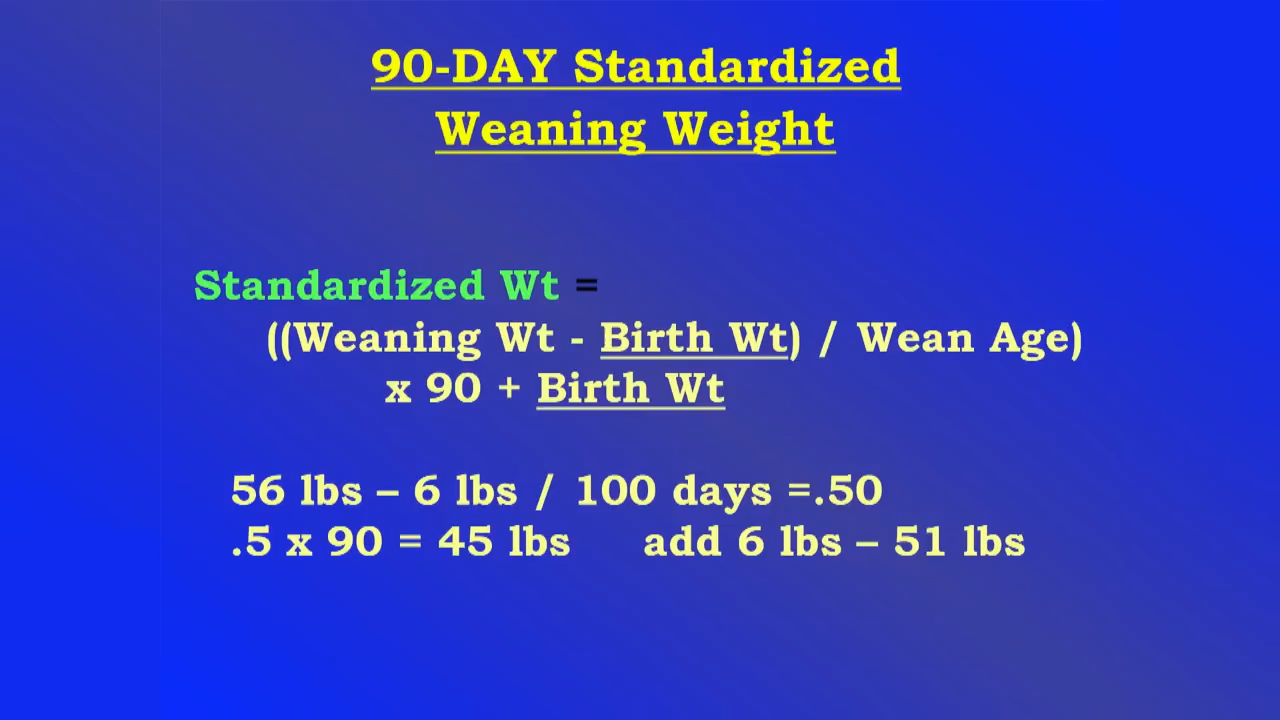 90-DAY Standardized
Weaning Weight
Standardized Wt =
((Weaning Wt - Birth Wt) / Wean Age)
x 90 + Birth Wt
56 lbs – 6 lbs / 100 days =.50
.5 x 90 = 45 lbs add 6 lbs – 51 lbs